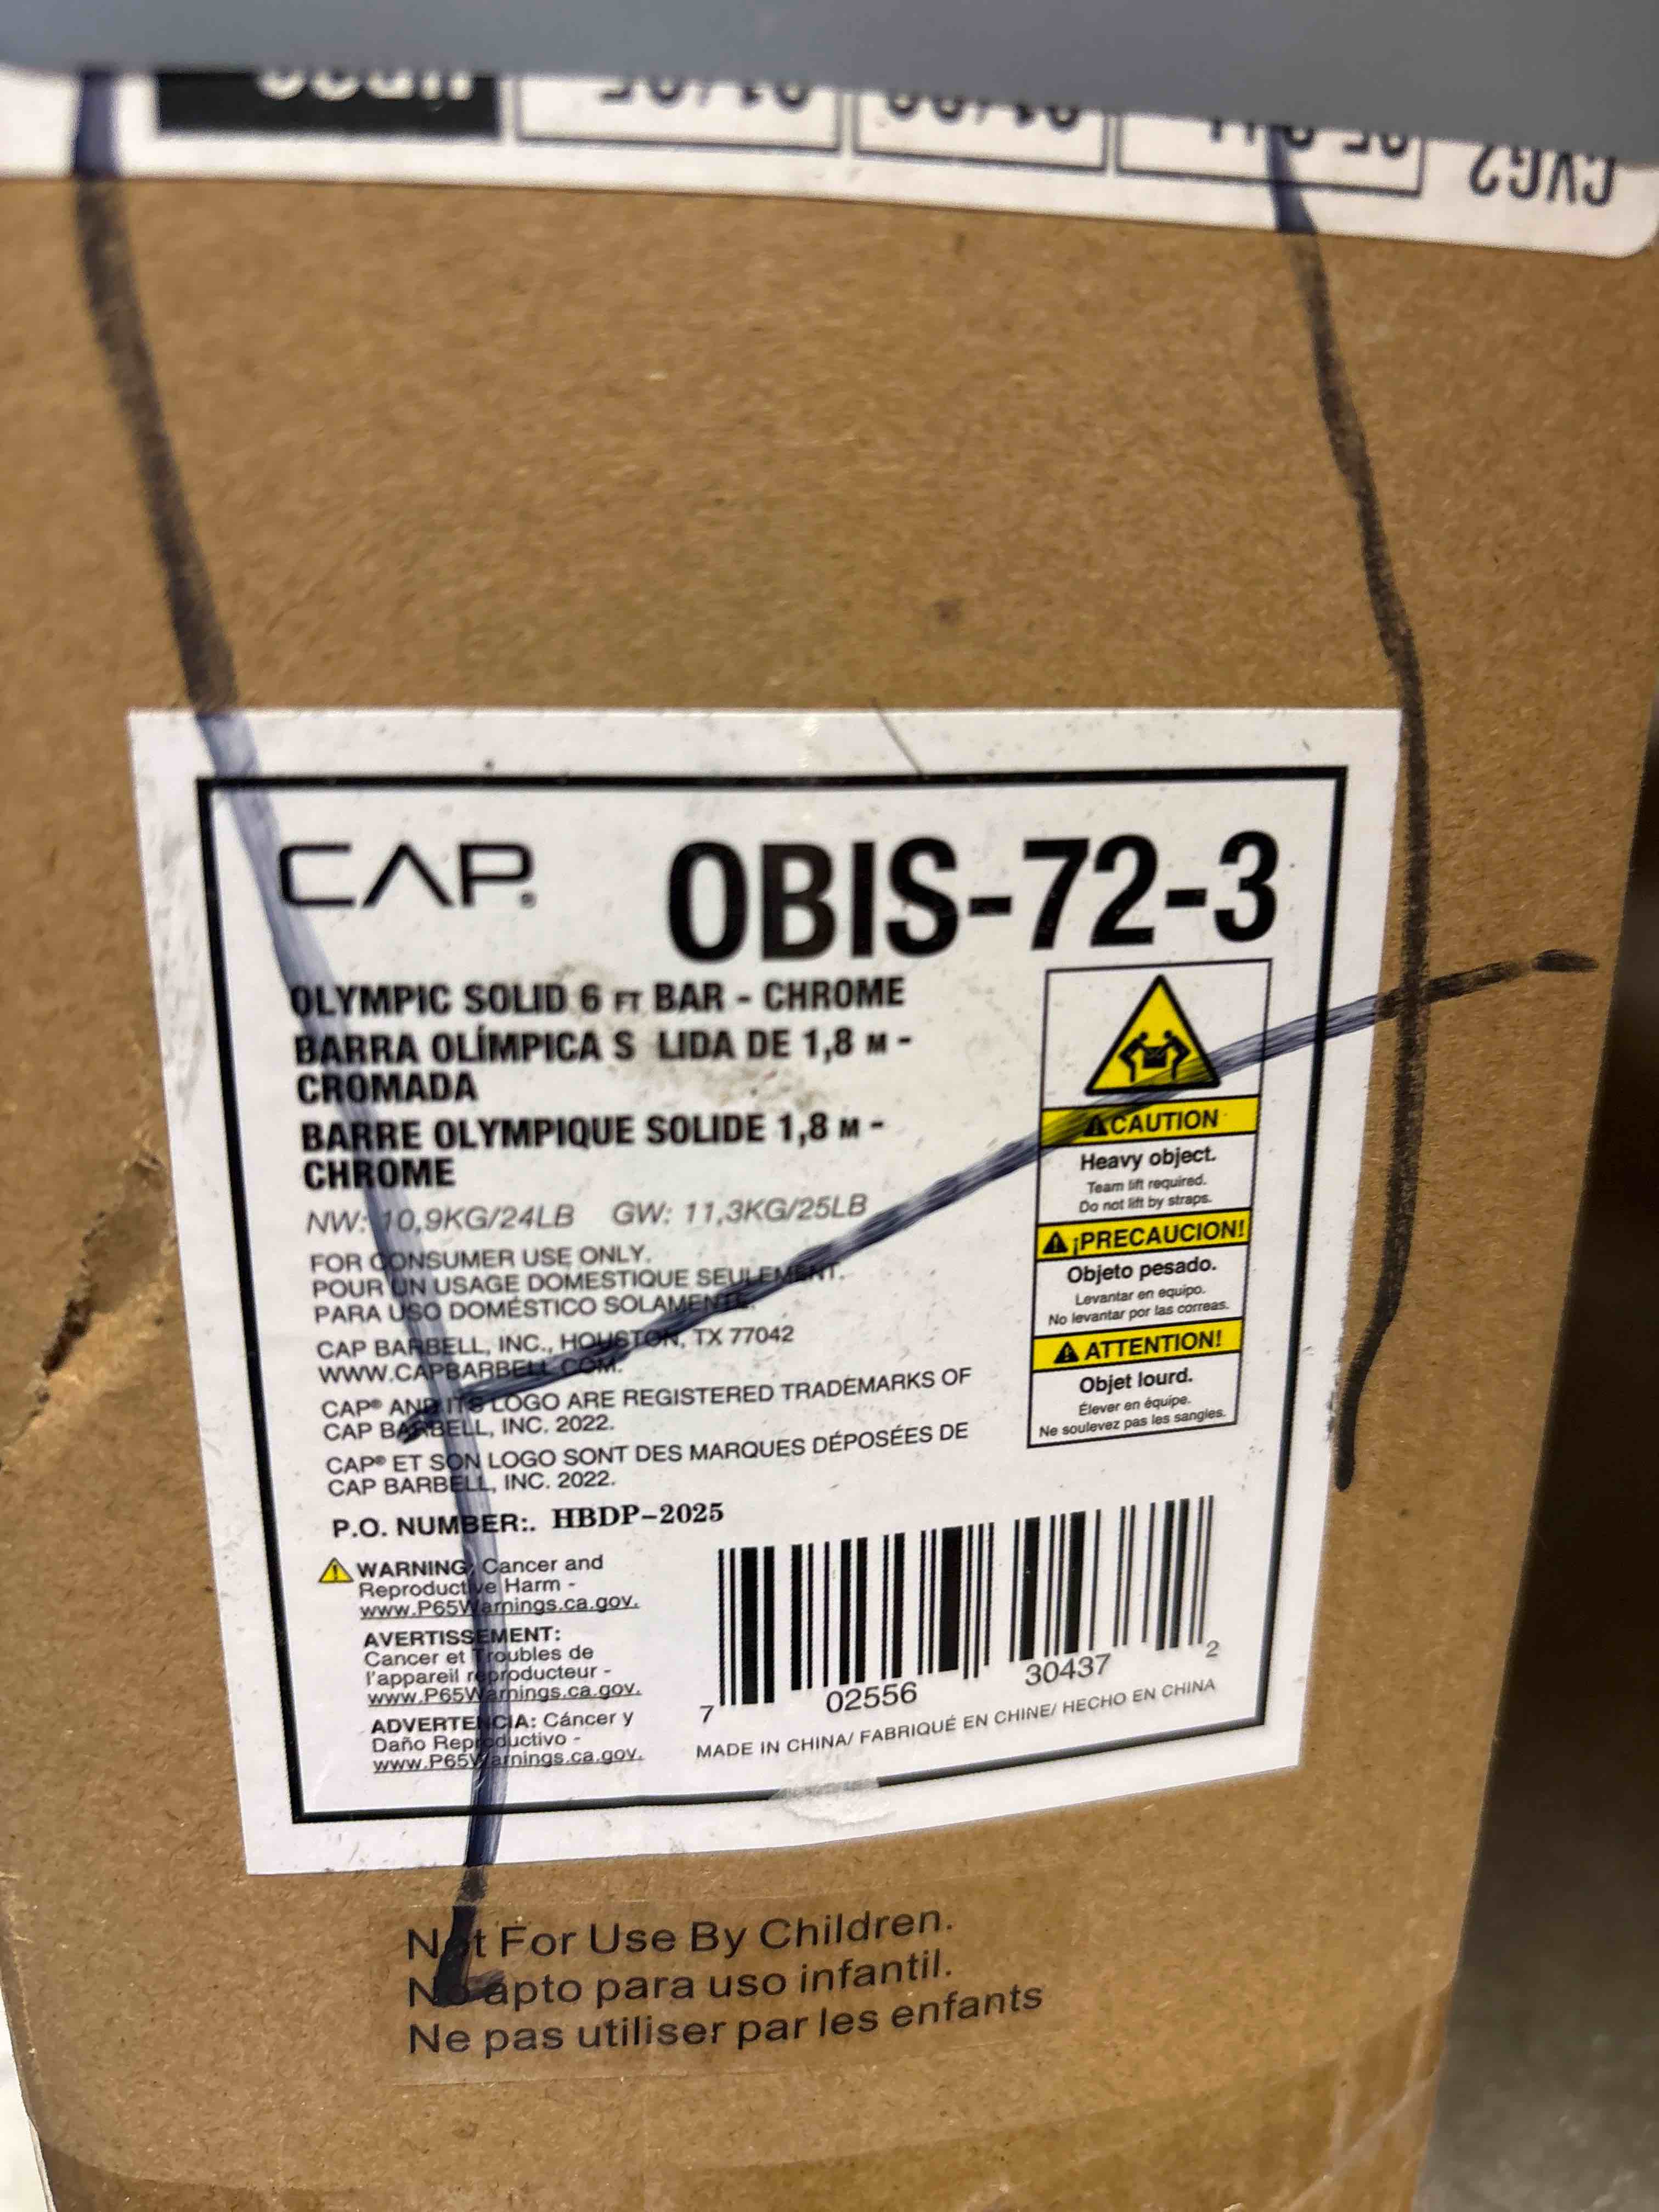 CVG2
CAP. OBIS-72-3
OLYMPIC SOLID 6 FT BAR - CHROME
BARRA OLÍMPICA S LIDA DE 1,8 M -
CROMADA
BARRE OLYMPIQUE SOLIDE 1,8 M -
CHROME
NW: 10,9KG/24LB GW: 11,3KG/25LB
FOR CONSUMER USE ONLY.
POUR UN USAGE DOMESTIQUE SEULEMENT.
PARA USO DOMÉSTICO SOLAMENTE.
CAP BARBELL, INC., HOUSTON, TX 77042
WWW.CAPBARBELL.COM.
CAP® AND ITS LOGO ARE REGISTERED TRADEMARKS OF
CAP BARBELL, INC. 2022.
CAP® ET SON LOGO SONT DES MARQUES DÉPOSÉES DE
CAP BARBELL, INC. 2022.
P.O. NUMBER:. HBDP-2025
WARNING: Cancer and
Reproductive Harm -
www.P65Warnings.ca.gov.
AVERTISSEMENT:
Cancer et Troubles de
l'appareil reproducteur -
www.P65Warnings.ca.gov.
ADVERTENCIA: Cáncer y
Daño Reproductivo -
www.P65Warnings.ca.gov.
CAUTION
Heavy object.
Team lift required.
Do not lift by straps.
¡PRECAUCION!
Objeto pesado.
Levantar en equipo.
No levantar por las correas.
ATTENTION!
Objet lourd.
Élever en équipe.
Ne soulevez pas les sangles.
7 02556 30437 2
MADE IN CHINA/ FABRIQUÉ EN CHINE/ HECHO EN CHINA
Not For Use By Children.
No apto para uso infantil.
Ne pas utiliser par les enfants